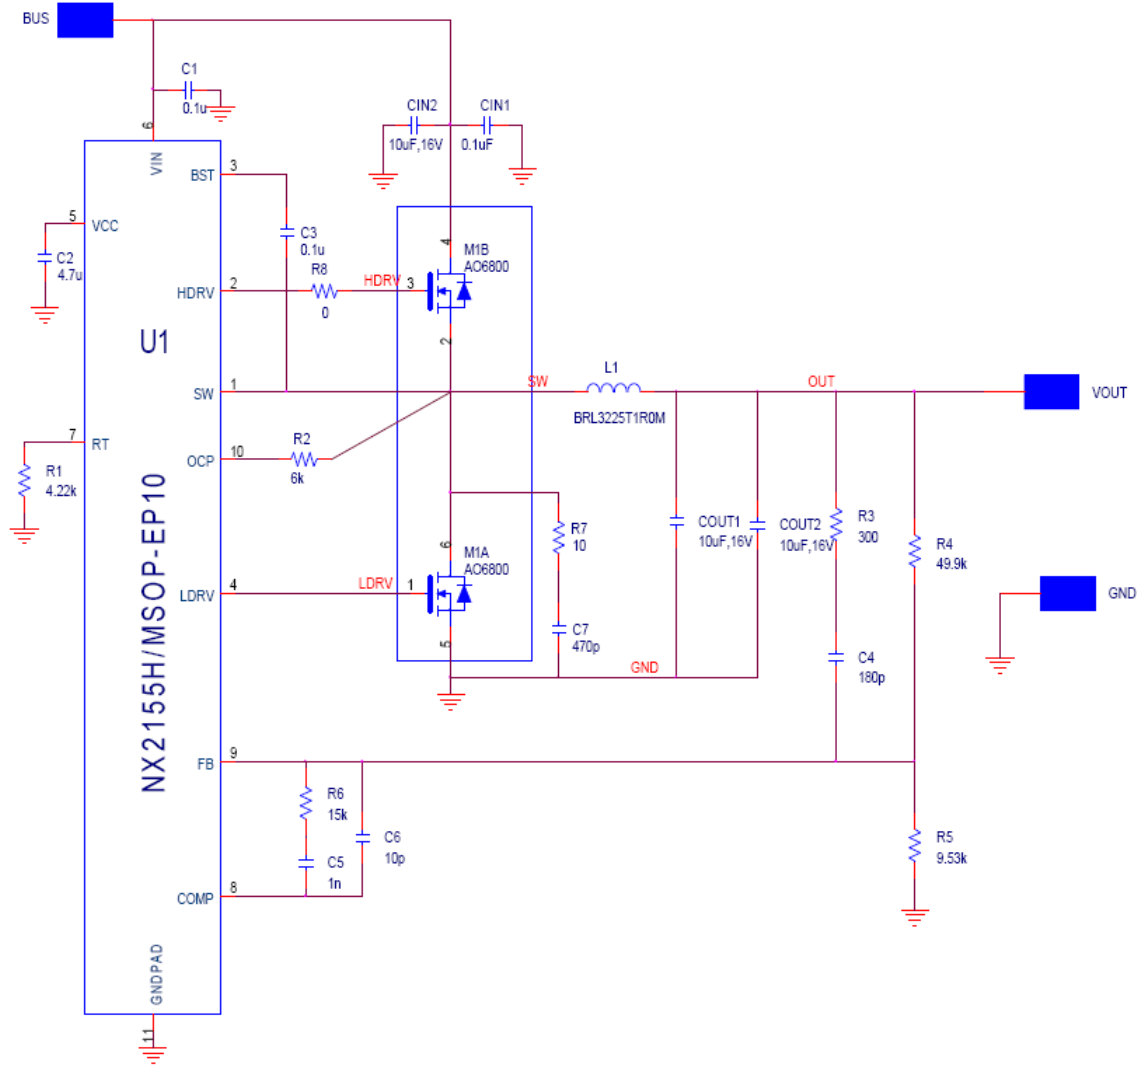 BUS
C1
0.1u
6
VIN
CIN2
10uF,16V
CIN1
0.1uF
BST
3
5
VCC
C2
4.7u
C3
0.1u
4
M1B
AO6800
HDRV
2
R8
0
HDRV
3
2
U1
SW
1
SW
L1
BRL3225T1R0M
OUT
VOUT
7
RT
R1
4.22k
OCP
10
R2
6k
COUT1
10uF,16V
COUT2
10uF,16V
R3
300
R4
49.9k
R7
10
6
M1A
AO6800
LDRV
4
LDRV
1
5
C7
470p
GND
C4
180p
GND
NX2155H/MSOP-EP10
FB
9
R6
15k
C5
1n
C6
10p
R5
9.53k
COMP
8
GNDPAD
11